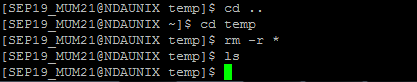 [SEP19_MUM21@NDAUNIX temp]$ cd ..
[SEP19_MUM21@NDAUNIX ~]$ cd temp
[SEP19_MUM21@NDAUNIX temp]$ rm -r *
[SEP19_MUM21@NDAUNIX temp]$ ls
[SEP19_MUM21@NDAUNIX temp]$